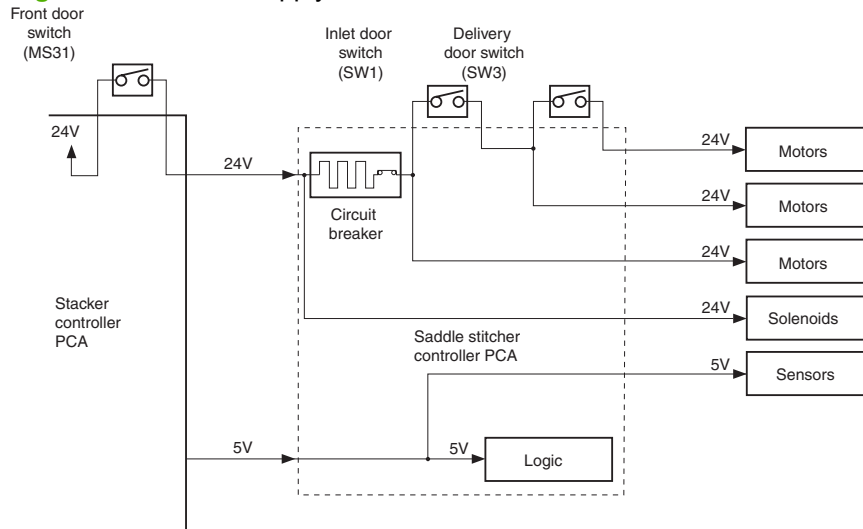 Front door
switch
(MS31)
Inlet door
switch
(SW1)
Delivery
door switch
(SW3)
24V
24V
24V
Motors
Circuit
breaker
24V
Motors
24V
Motors
Stacker
controller
PCA
24V
Solenoids
Saddle stitcher
controller PCA
5V
Sensors
5V
5V
Logic